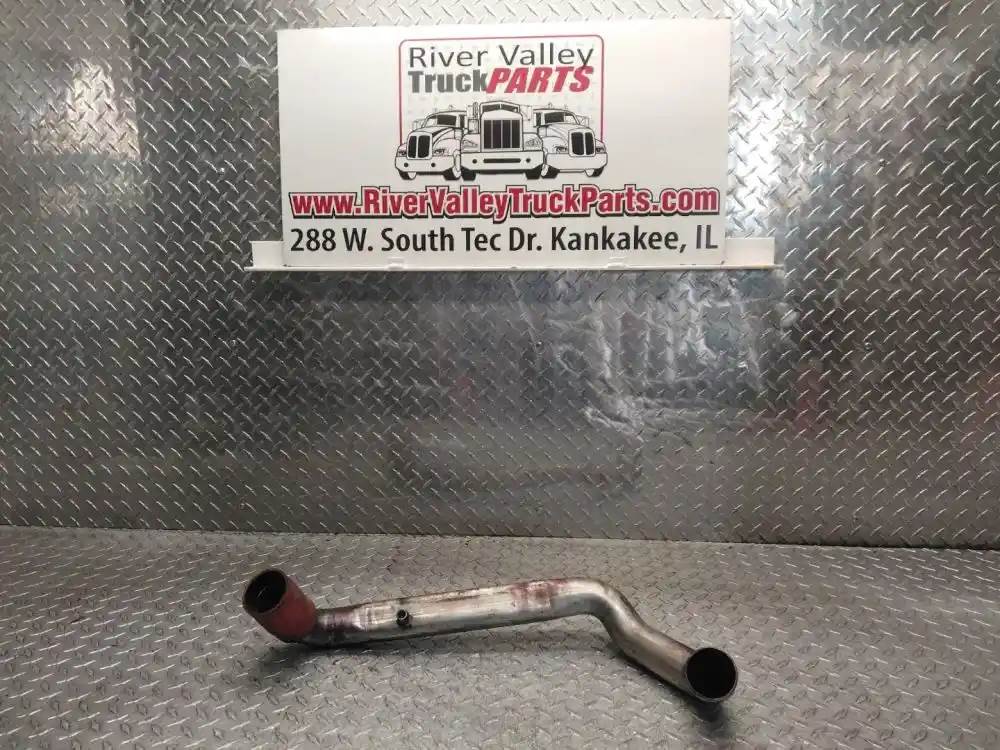 River Valley
TruckPARTS
www.RiverValleyTruckParts.com
288 W. South Tec Dr. Kankakee, IL